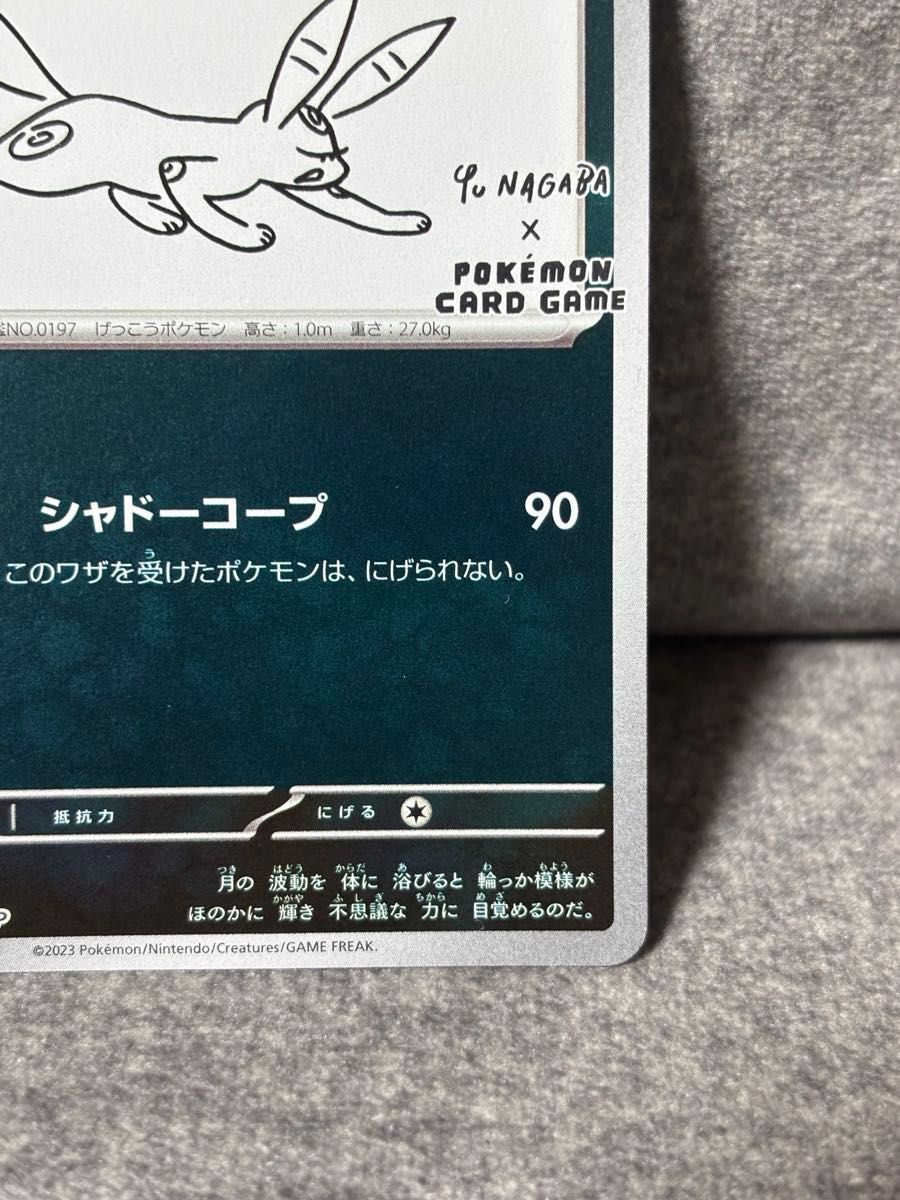 Yu NAGABA
×
POKÉMON
CARD GAME
NO.0197 げっこうポケモン 高さ：1.0m 重さ：27.0kg
シャドーコープ 90
このワザを受けたポケモンは、にげられない。
抵抗力 にげる
月の 波動を 体に 浴びると 輪っか模様が
ほのかに 輝き 不思議な 力に 目覚めるのだ。
©2023 Pokémon/Nintendo/Creatures/GAME FREAK.